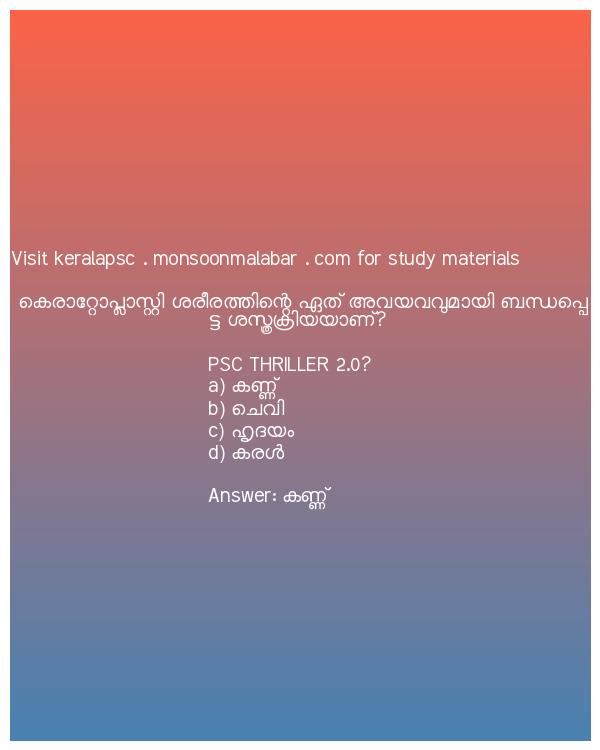 Visit keralapsc . monsoonmalabar . com for study materials
കെരാറ്റോപ്ലാസ്റ്റി ശരീരത്തിന്റെ ഏത് അവയവവുമായി ബന്ധപ്പെ
ട്ട ശസ്ത്രക്രിയയാണ്?
PSC THRILLER 2.0?
a) കണ്ണ്
b) ചെവി
c) ഹൃദയം
d) കരൾ
Answer: കണ്ണ്